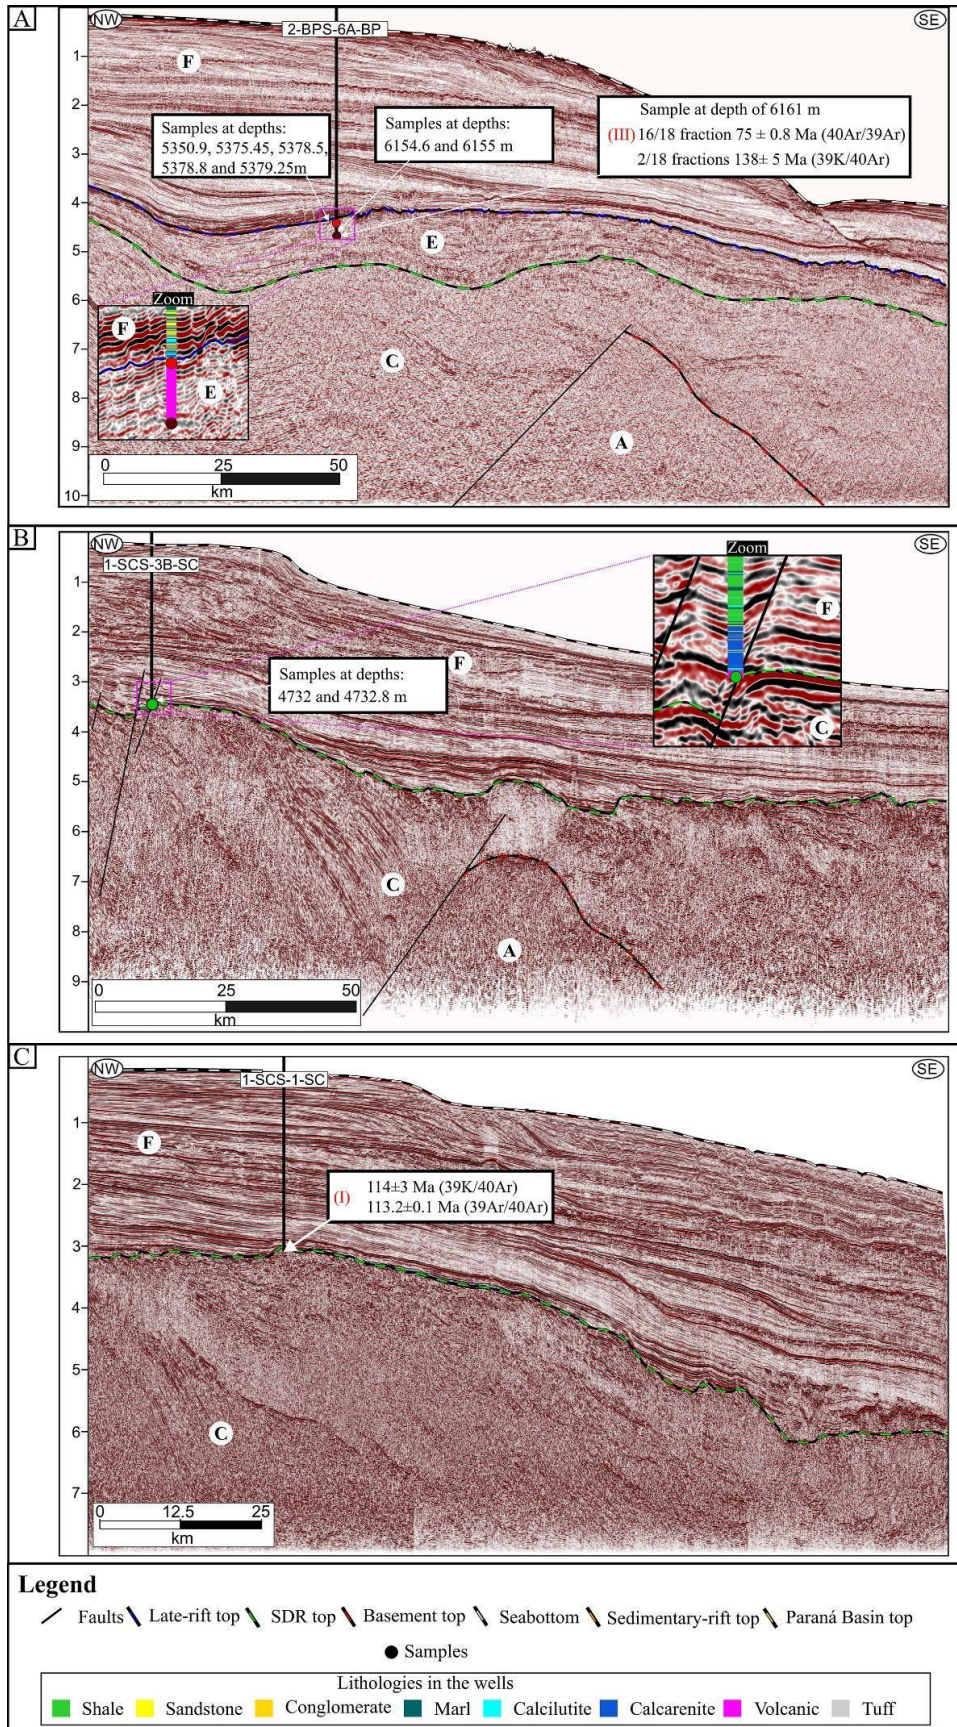 A
NW
SE
2-BPS-6A-BP
F
1
2
3
4
5
6
7
8
9
10
Samples at depths:
5350.9, 5375.45, 5378.5,
5378.8 and 5379.25m
Samples at depths:
6154.6 and 6155 m
Sample at depth of 6161 m
(III) 16/18 fraction 75 ± 0.8 Ma (40Ar/39Ar)
2/18 fractions 138± 5 Ma (39K/40Ar)
E
Zoom
F
E
C
A
0 25 50
km
B
NW
SE
1-SCS-3B-SC
1
2
3
4
5
6
7
8
9
Zoom
F
C
F
Samples at depths:
4732 and 4732.8 m
C
A
0 25 50
km
C
NW
SE
1-SCS-1-SC
1
2
3
4
5
6
7
F
(I) 114±3 Ma (39K/40Ar)
113.2±0.1 Ma (39Ar/40Ar)
C
0 12.5 25
km
Legend
Faults Late-rift top SDR top Basement top Seabottom Sedimentary-rift top Paraná Basin top
Samples
Lithologies in the wells
Shale Sandstone Conglomerate Marl Calcilutite Calcarenite Volcanic Tuff